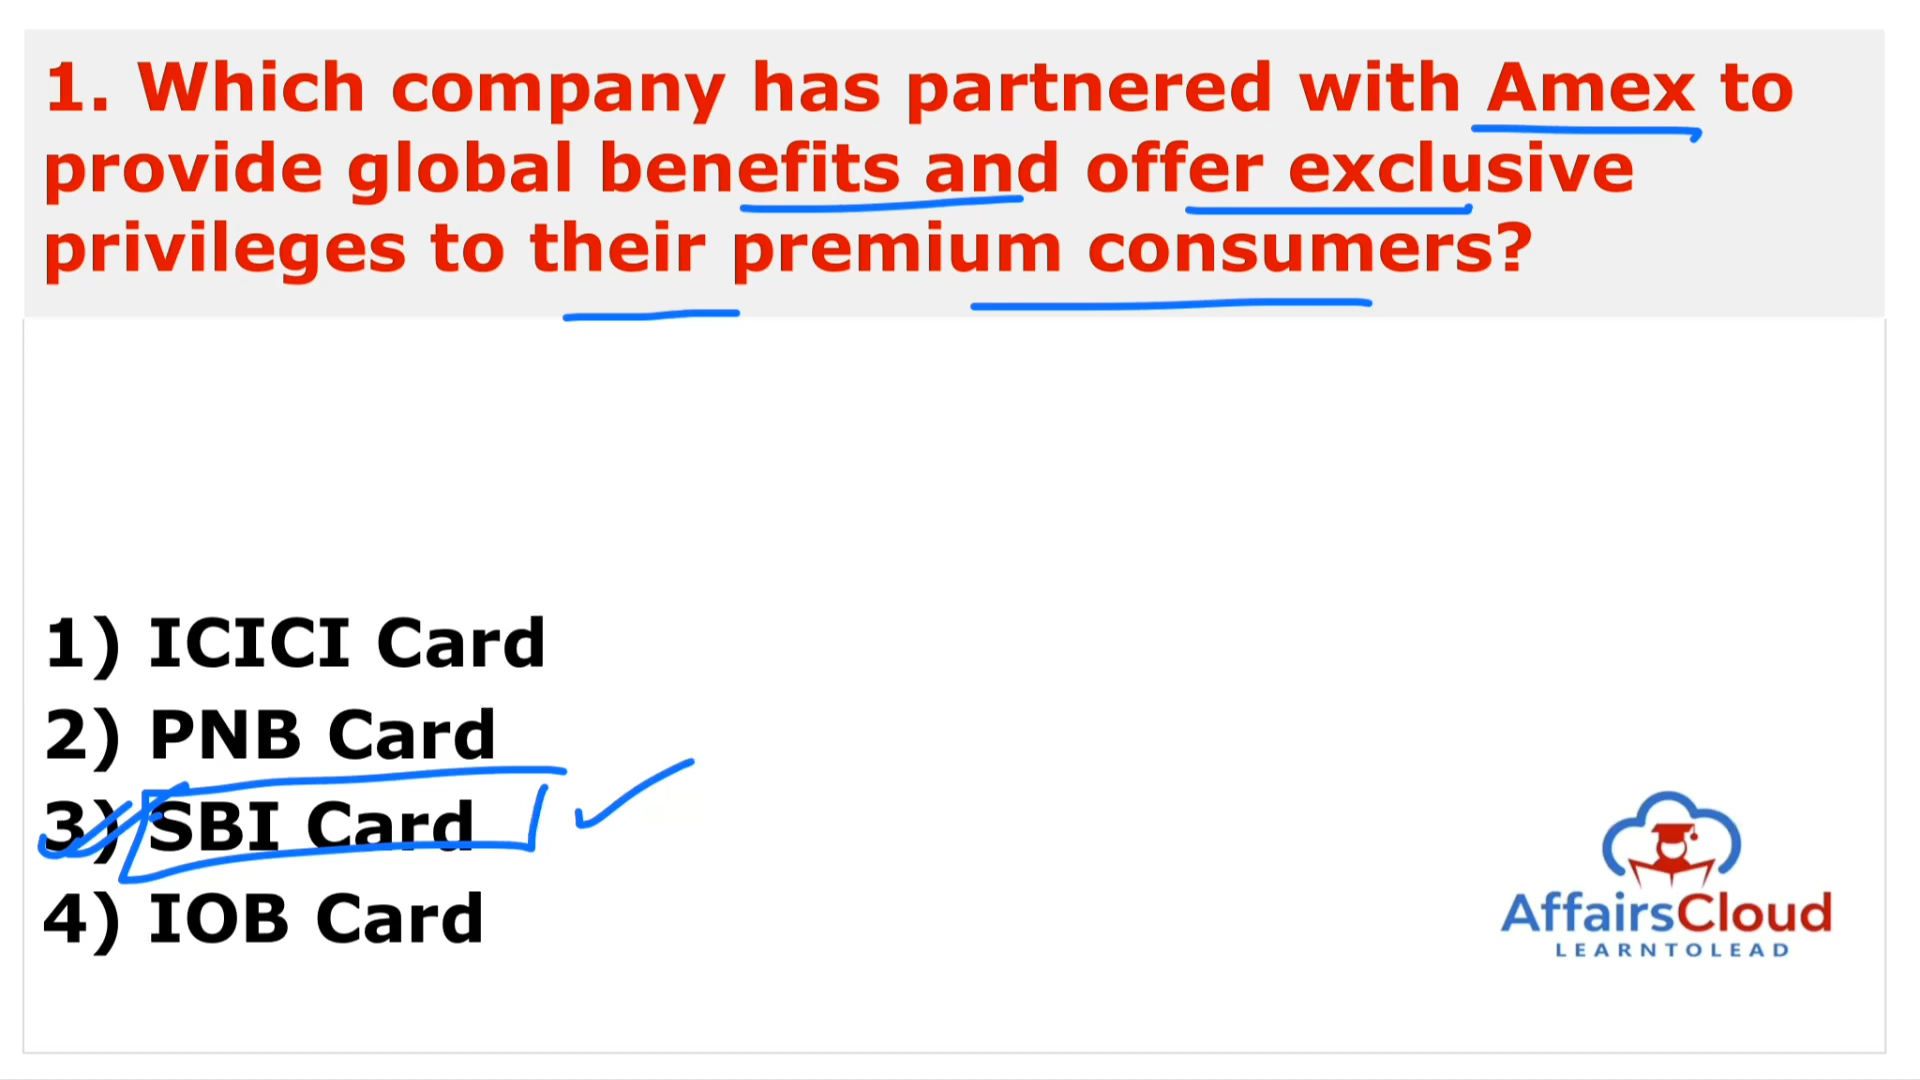 1. Which company has partnered with Amex to
provide global benefits and offer exclusive
privileges to their premium consumers?
1) ICICI Card
2) PNB Card
3) SBI Card
4) IOB Card
AffairsCloud
LEARNTOLEAD